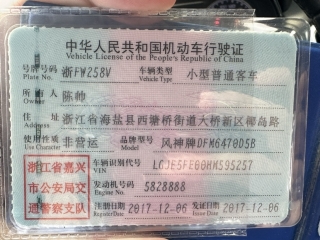 中华人民共和国机动车行驶证
Vehicle License of the People's Republic of China
号牌号码 浙FW258V 车辆类型 小型普通客车
Plate No. Vehicle Type
所有人 陈帅
Owner
住址 浙江省海盐县西塘桥街道大桥新区椰岛路
Address
使用性质 非营运 品牌型号 风神牌DFM6470D5B
Use Character Model
浙江省嘉兴 车辆识别代号
市公安局交 VIN
通警察支队 发动机号码 5828888
Engine No.
注册日期 2017-12-06 发证日期 2017-12-06
Register Date Issue Date